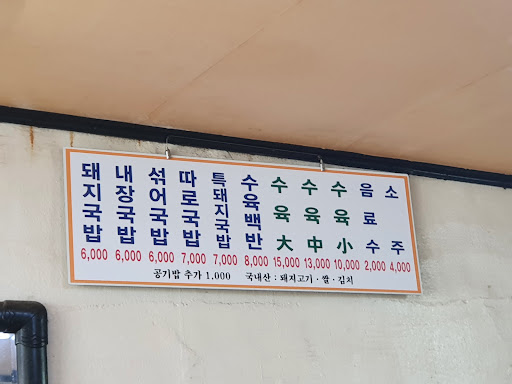 돼지국밥 6,000
내장국밥 6,000
섞어국밥 6,000
따로국밥 7,000
특돼지국밥 7,000
수육백반 8,000
수육大 15,000
수육中 13,000
수육小 10,000
음료수 2,000
소주 4,000
공기밥 추가 1,000 국내산 : 돼지고기 · 쌀 · 김치